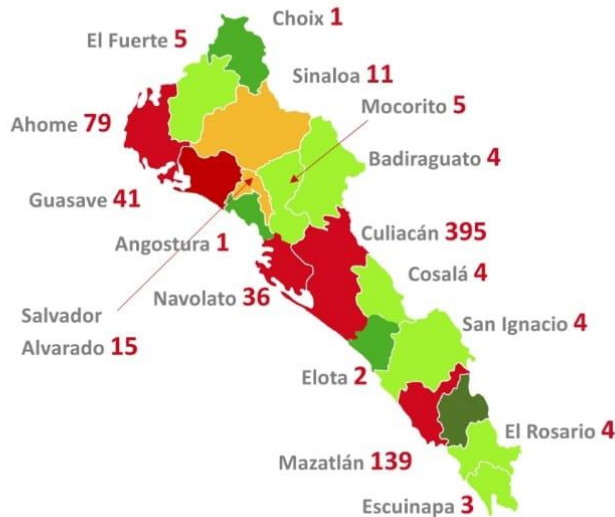 Choix 1
El Fuerte 5
Sinaloa 11
Mocorito 5
Ahome 79
Badiraguato 4
Guasave 41
Culiacán 395
Angostura 1
Cosalá 4
Navolato 36
Salvador
Alvarado 15
San Ignacio 4
Elota 2
El Rosario 4
Mazatlán 139
Escuinapa 3